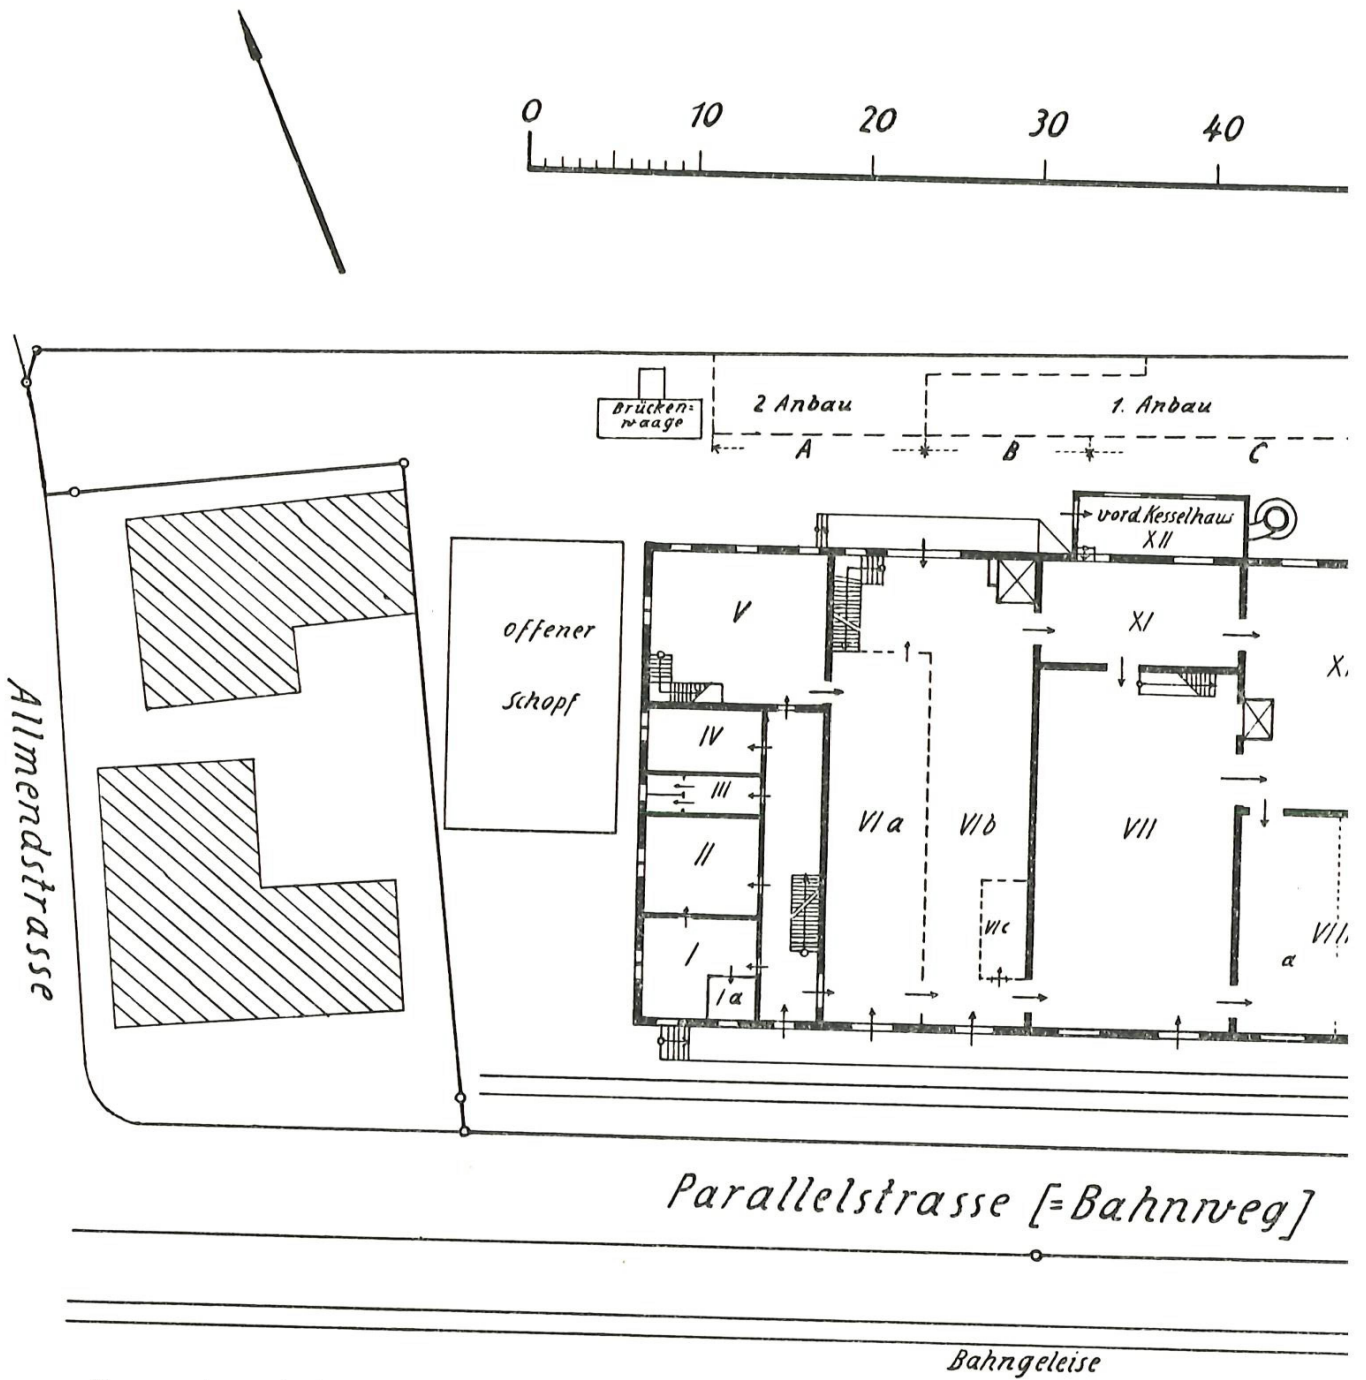 0 10 20 30 40
2 Anbau
1. Anbau
Brücken=
waage
A
B
C
vord. Kesselhaus
XII
offener
Schopf
V
XI
IV
III
VI a
VI b
VII
II
VI c
I
I a
a
Allmendstrasse
Parallelstrasse [=Bahnweg]
Bahngeleise